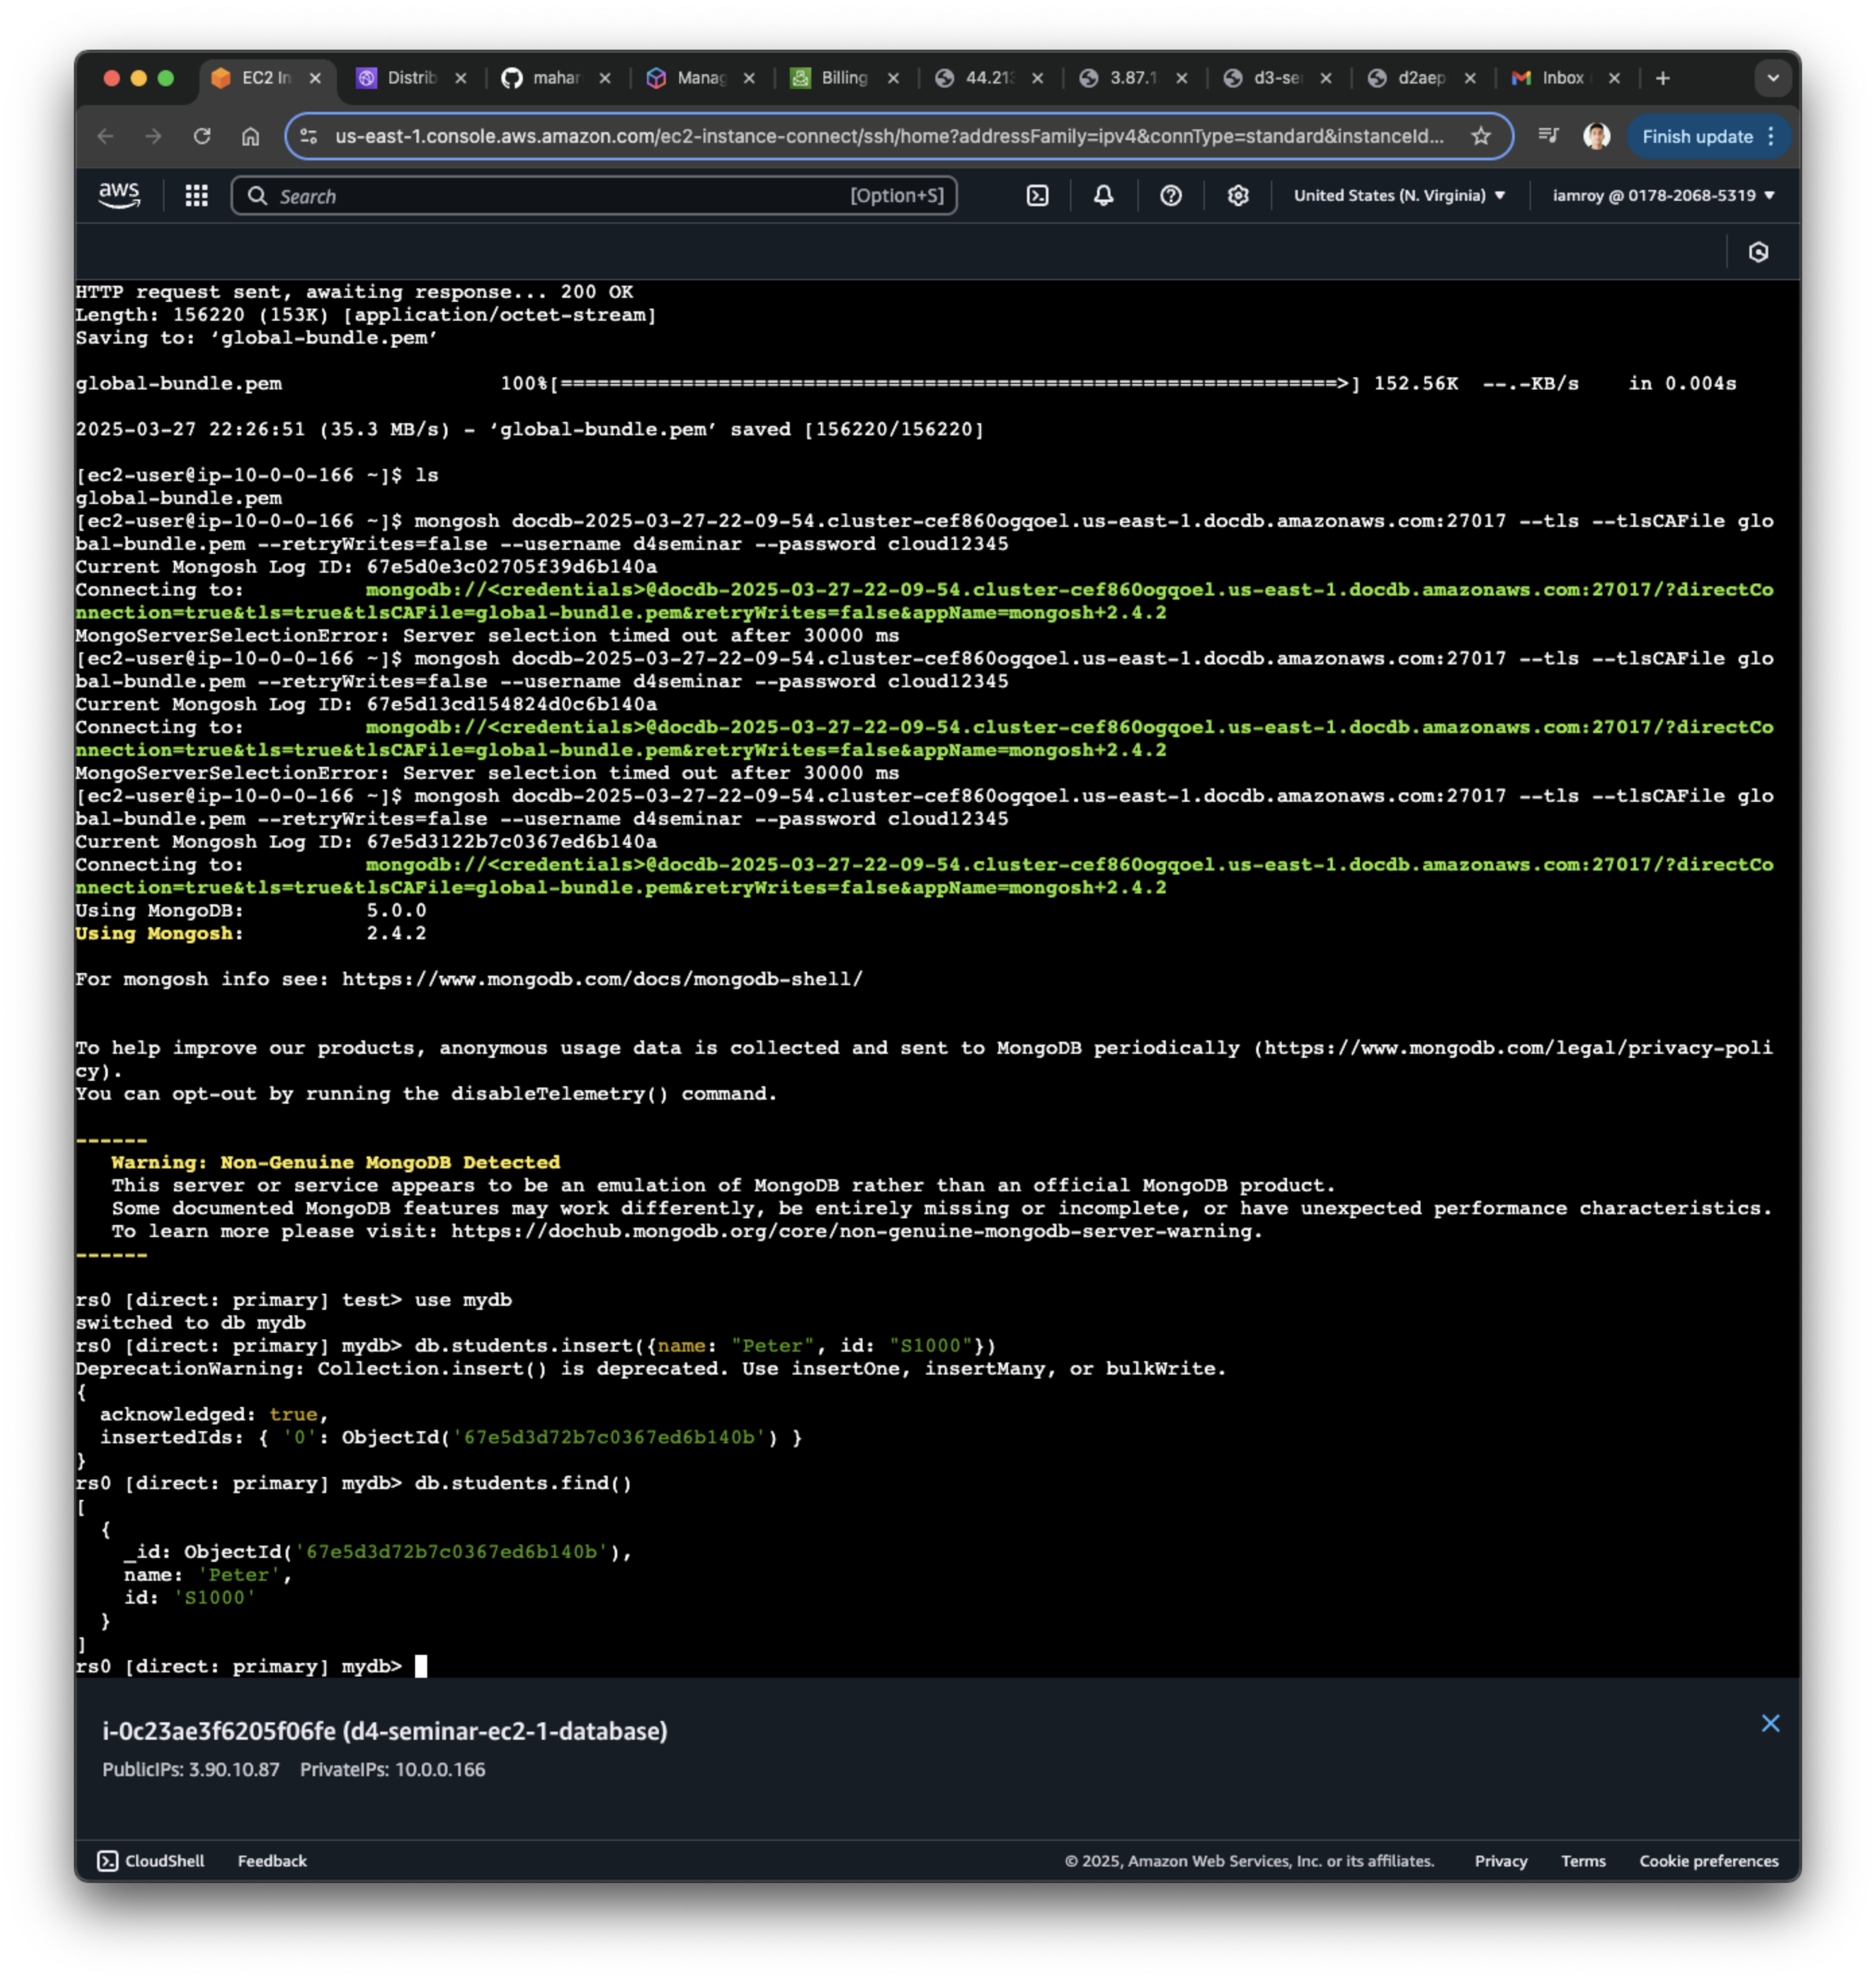 EC2 In
Distrib
mahar
Manag
Billing
44.213
3.87.1
d3-se
d2aep
Inbox
us-east-1.console.aws.amazon.com/ec2-instance-connect/ssh/home?addressFamily=ipv4&connType=standard&instanceId...
Finish update
aws
Search
[Option+S]
United States (N. Virginia)
iamroy @ 0178-2068-5319
HTTP request sent, awaiting response... 200 OK
Length: 156220 (153K) [application/octet-stream]
Saving to: ‘global-bundle.pem’
global-bundle.pem 100%[================================================================>] 152.56K --.-KB/s in 0.004s
2025-03-27 22:26:51 (35.3 MB/s) - ‘global-bundle.pem’ saved [156220/156220]
[ec2-user@ip-10-0-0-166 ~]$ ls
global-bundle.pem
[ec2-user@ip-10-0-0-166 ~]$ mongosh docdb-2025-03-27-22-09-54.cluster-cef860ogqoel.us-east-1.docdb.amazonaws.com:27017 --tls --tlsCAFile glo
bal-bundle.pem --retryWrites=false --username d4seminar --password cloud12345
Current Mongosh Log ID: 67e5d0e3c02705f39d6b140a
Connecting to: mongodb://<credentials>@docdb-2025-03-27-22-09-54.cluster-cef860ogqoel.us-east-1.docdb.amazonaws.com:27017/?directCo
nnection=true&tls=true&tlsCAFile=global-bundle.pem&retryWrites=false&appName=mongosh+2.4.2
MongoServerSelectionError: Server selection timed out after 30000 ms
[ec2-user@ip-10-0-0-166 ~]$ mongosh docdb-2025-03-27-22-09-54.cluster-cef860ogqoel.us-east-1.docdb.amazonaws.com:27017 --tls --tlsCAFile glo
bal-bundle.pem --retryWrites=false --username d4seminar --password cloud12345
Current Mongosh Log ID: 67e5d13cd154824d0c6b140a
Connecting to: mongodb://<credentials>@docdb-2025-03-27-22-09-54.cluster-cef860ogqoel.us-east-1.docdb.amazonaws.com:27017/?directCo
nnection=true&tls=true&tlsCAFile=global-bundle.pem&retryWrites=false&appName=mongosh+2.4.2
MongoServerSelectionError: Server selection timed out after 30000 ms
[ec2-user@ip-10-0-0-166 ~]$ mongosh docdb-2025-03-27-22-09-54.cluster-cef860ogqoel.us-east-1.docdb.amazonaws.com:27017 --tls --tlsCAFile glo
bal-bundle.pem --retryWrites=false --username d4seminar --password cloud12345
Current Mongosh Log ID: 67e5d3122b7c0367ed6b140a
Connecting to: mongodb://<credentials>@docdb-2025-03-27-22-09-54.cluster-cef860ogqoel.us-east-1.docdb.amazonaws.com:27017/?directCo
nnection=true&tls=true&tlsCAFile=global-bundle.pem&retryWrites=false&appName=mongosh+2.4.2
Using MongoDB: 5.0.0
Using Mongosh: 2.4.2
For mongosh info see: https://www.mongodb.com/docs/mongodb-shell/
To help improve our products, anonymous usage data is collected and sent to MongoDB periodically (https://www.mongodb.com/legal/privacy-poli
cy).
You can opt-out by running the disableTelemetry() command.
------
Warning: Non-Genuine MongoDB Detected
This server or service appears to be an emulation of MongoDB rather than an official MongoDB product.
Some documented MongoDB features may work differently, be entirely missing or incomplete, or have unexpected performance characteristics.
To learn more please visit: https://dochub.mongodb.org/core/non-genuine-mongodb-server-warning.
------
rs0 [direct: primary] test> use mydb
switched to db mydb
rs0 [direct: primary] mydb> db.students.insert({name: "Peter", id: "S1000"})
DeprecationWarning: Collection.insert() is deprecated. Use insertOne, insertMany, or bulkWrite.
{
acknowledged: true,
insertedIds: { '0': ObjectId('67e5d3d72b7c0367ed6b140b') }
}
rs0 [direct: primary] mydb> db.students.find()
[
{
_id: ObjectId('67e5d3d72b7c0367ed6b140b'),
name: 'Peter',
id: 'S1000'
}
]
rs0 [direct: primary] mydb>
i-0c23ae3f6205f06fe (d4-seminar-ec2-1-database)
PublicIPs: 3.90.10.87 PrivateIPs: 10.0.0.166
CloudShell
Feedback
© 2025, Amazon Web Services, Inc. or its affiliates.
Privacy
Terms
Cookie preferences